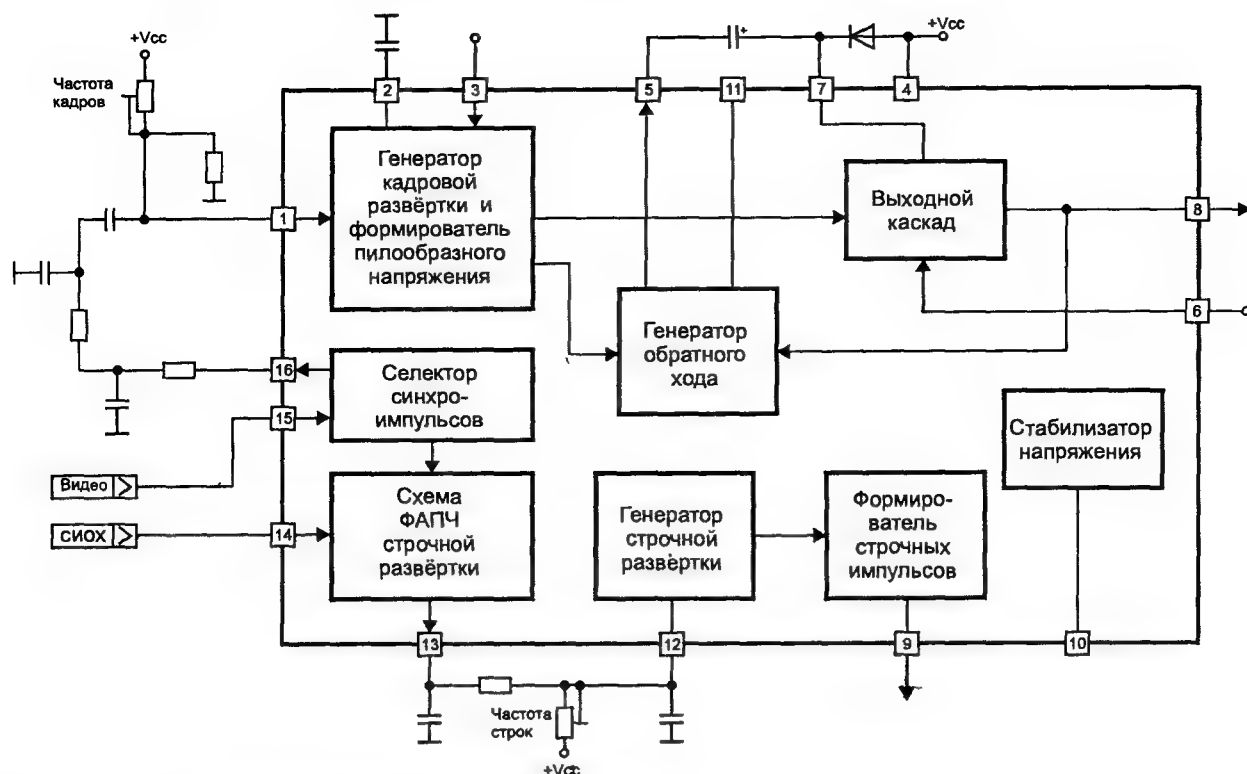 +Vcc
Частота
кадров
+
+Vcc
2
3
5
11
7
4
Генератор
кадровой
развёртки и
формирователь
пилообразного
напряжения
Выходной
каскад
1
8
6
Генератор
обратного
хода
16
Селектор
синхро-
импульсов
15
Стабилизатор
напряжения
Видео
СИОХ
14
Схема
ФАПЧ
строчной
развёртки
Генератор
строчной
развёртки
Формиро-
ватель
строчных
импульсов
13
12
9
10
Частота
строк
+Vcc